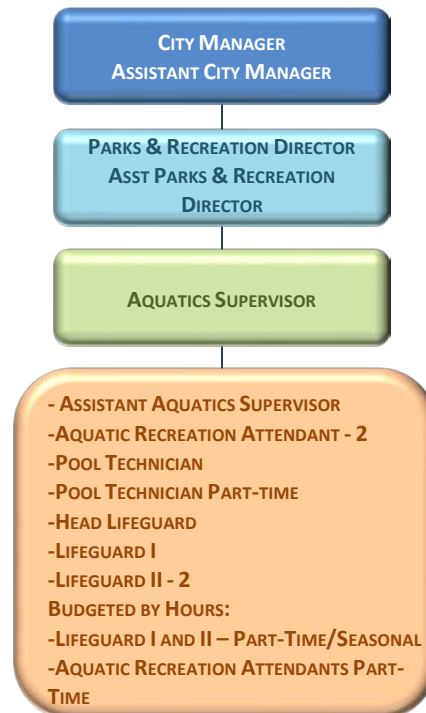 CITY MANAGER
ASSISTANT CITY MANAGER
PARKS & RECREATION DIRECTOR
ASST PARKS & RECREATION
DIRECTOR
AQUATICS SUPERVISOR
- ASSISTANT AQUATICS SUPERVISOR
-AQUATIC RECREATION ATTENDANT - 2
-POOL TECHNICIAN
-POOL TECHNICIAN PART-TIME
-HEAD LIFEGUARD
-LIFEGUARD I
-LIFEGUARD II - 2
BUDGETED BY HOURS:
-LIFEGUARD I AND II – PART-TIME/SEASONAL
-AQUATIC RECREATION ATTENDANTS PART-
TIME